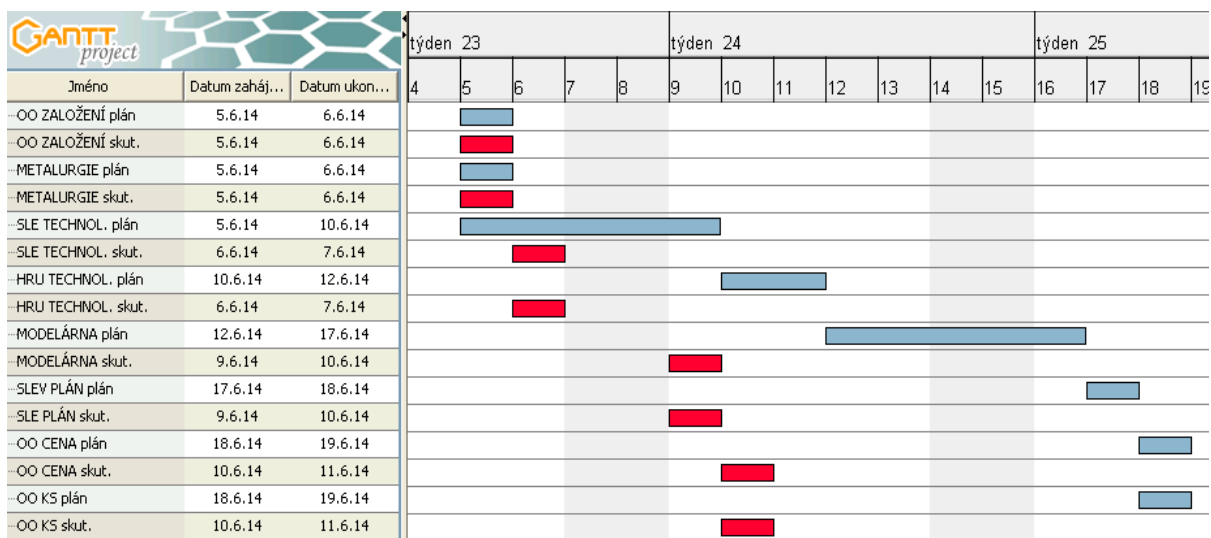 GANTT project
týden 23 týden 24 týden 25
Jméno Datum zaháj... Datum ukon... 4 5 6 7 8 9 10 11 12 13 14 15 16 17 18 19
OO ZALOŽENÍ plán 5.6.14 6.6.14
OO ZALOŽENÍ skut. 5.6.14 6.6.14
METALURGIE plán 5.6.14 6.6.14
METALURGIE skut. 5.6.14 6.6.14
SLE TECHNOL. plán 5.6.14 10.6.14
SLE TECHNOL. skut. 6.6.14 7.6.14
HRU TECHNOL. plán 10.6.14 12.6.14
HRU TECHNOL. skut. 6.6.14 7.6.14
MODELÁRNA plán 12.6.14 17.6.14
MODELÁRNA skut. 9.6.14 10.6.14
SLEV PLÁN plán 17.6.14 18.6.14
SLE PLÁN skut. 9.6.14 10.6.14
OO CENA plán 18.6.14 19.6.14
OO CENA skut. 10.6.14 11.6.14
OO KS plán 18.6.14 19.6.14
OO KS skut. 10.6.14 11.6.14